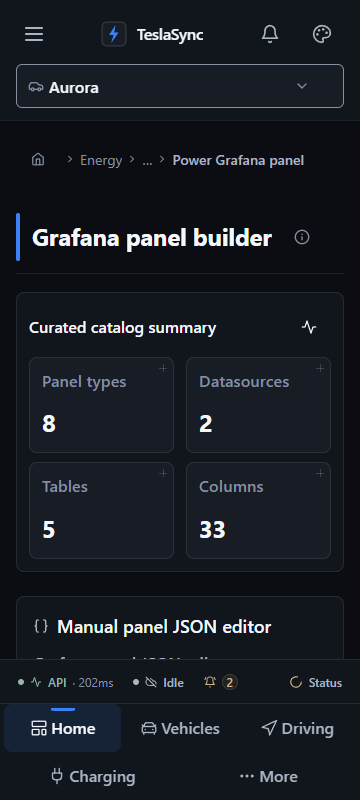 TeslaSync
Aurora
Energy ... Power Grafana panel
Grafana panel builder
Curated catalog summary
Panel types
8
Datasources
2
Tables
5
Columns
33
{} Manual panel JSON editor
API · 202ms Idle 2 Status
Home Vehicles Driving
Charging More